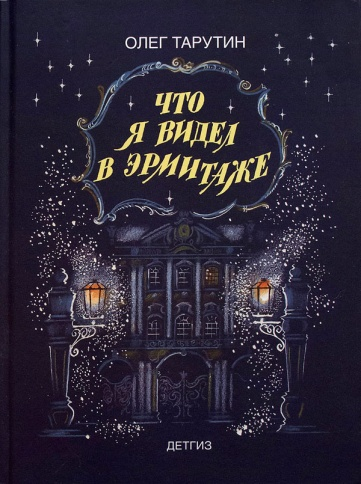 ОЛЕГ ТАРУТИН
ЧТО
Я ВИДЕЛ
В ЭРМИТАЖЕ
ДЕТГИЗ